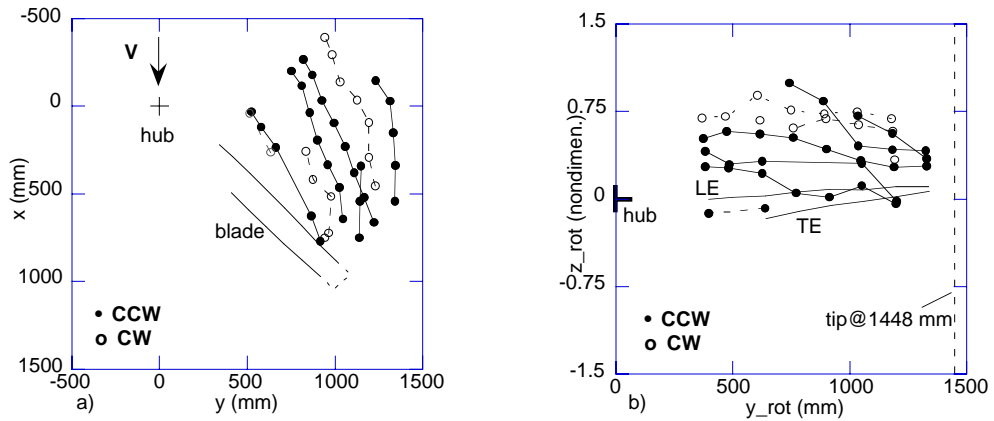 -500
0
500
1000
1500
x (mm)
V
hub
blade
CCW
CW
-500
0
500
1000
1500
a)
y (mm)
1.5
0.75
0
-0.75
-1.5
z_rot (nondimen.)
LE
hub
TE
CCW
CW
tip@1448 mm
0
500
1000
1500
b)
y_rot (mm)